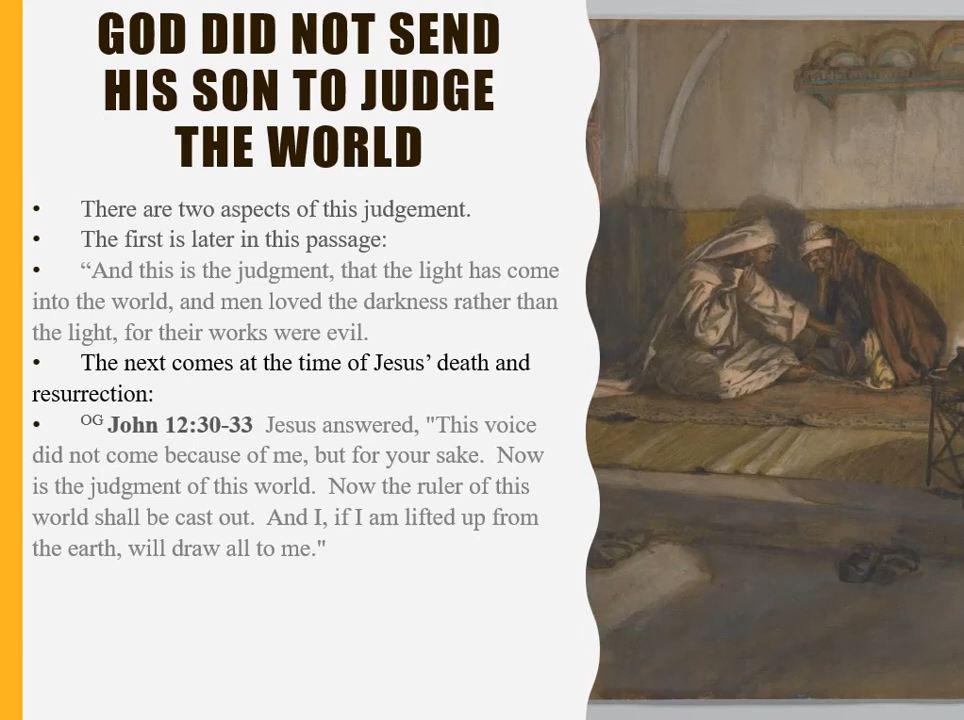 GOD DID NOT SEND
HIS SON TO JUDGE
THE WORLD
• There are two aspects of this judgement.
• The first is later in this passage:
• “And this is the judgment, that the light has come
into the world, and men loved the darkness rather than
the light, for their works were evil.
• The next comes at the time of Jesus’ death and
resurrection:
• OG John 12:30-33 Jesus answered, "This voice
did not come because of me, but for your sake. Now
is the judgment of this world. Now the ruler of this
world shall be cast out. And I, if I am lifted up from
the earth, will draw all to me."